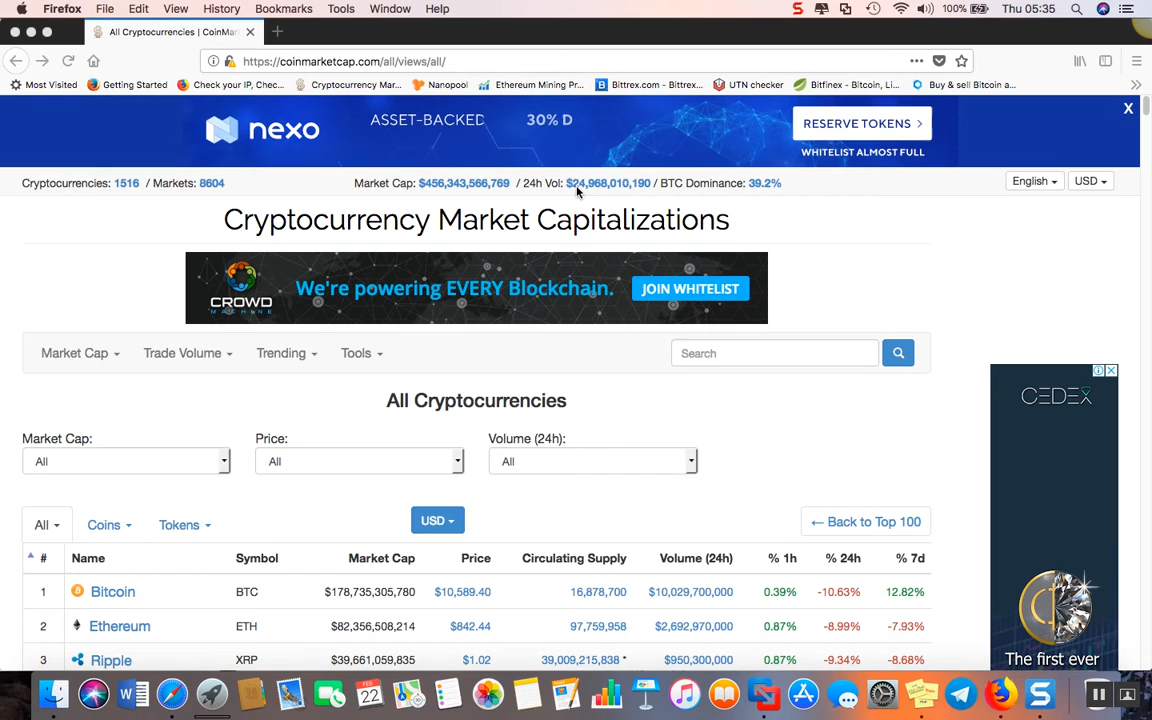 Firefox File Edit View History Bookmarks Tools Window Help 100% Thu 05:35
All Cryptocurrencies | CoinMar
https://coinmarketcap.com/all/views/all/
Most Visited Getting Started Check your IP, Chec... Cryptocurrency Mar... Nanopool Ethereum Mining Pr... Bittrex.com - Bittrex, ... UTN checker Bitfinex - Bitcoin, Li... Buy & sell Bitcoin a...
nexo ASSET-BACKED 30% D RESERVE TOKENS > X
WHITELIST ALMOST FULL
Cryptocurrencies: 1516 / Markets: 8604 Market Cap: $456,343,566,769 / 24h Vol: $24,968,010,190 / BTC Dominance: 39.2% English USD
Cryptocurrency Market Capitalizations
CROWD MACHINE We're powering EVERY Blockchain. JOIN WHITELIST
Market Cap Trade Volume Trending Tools Search
CEDEX
All Cryptocurrencies
Market Cap: Price: Volume (24h):
All All All
All Coins Tokens USD ← Back to Top 100
# Name Symbol Market Cap Price Circulating Supply Volume (24h) % 1h % 24h % 7d
1 Bitcoin BTC $178,735,305,780 $10,589.40 16,878,700 $10,029,700,000 0.39% -10.63% 12.82%
2 Ethereum ETH $82,356,508,214 $842.44 97,759,958 $2,692,970,000 0.87% -8.99% -7.93%
3 Ripple XRP $39,661,059,835 $1.02 39,009,215,838 * $950,300,000 0.87% -9.34% -8.68%
The first ever
FEB
22